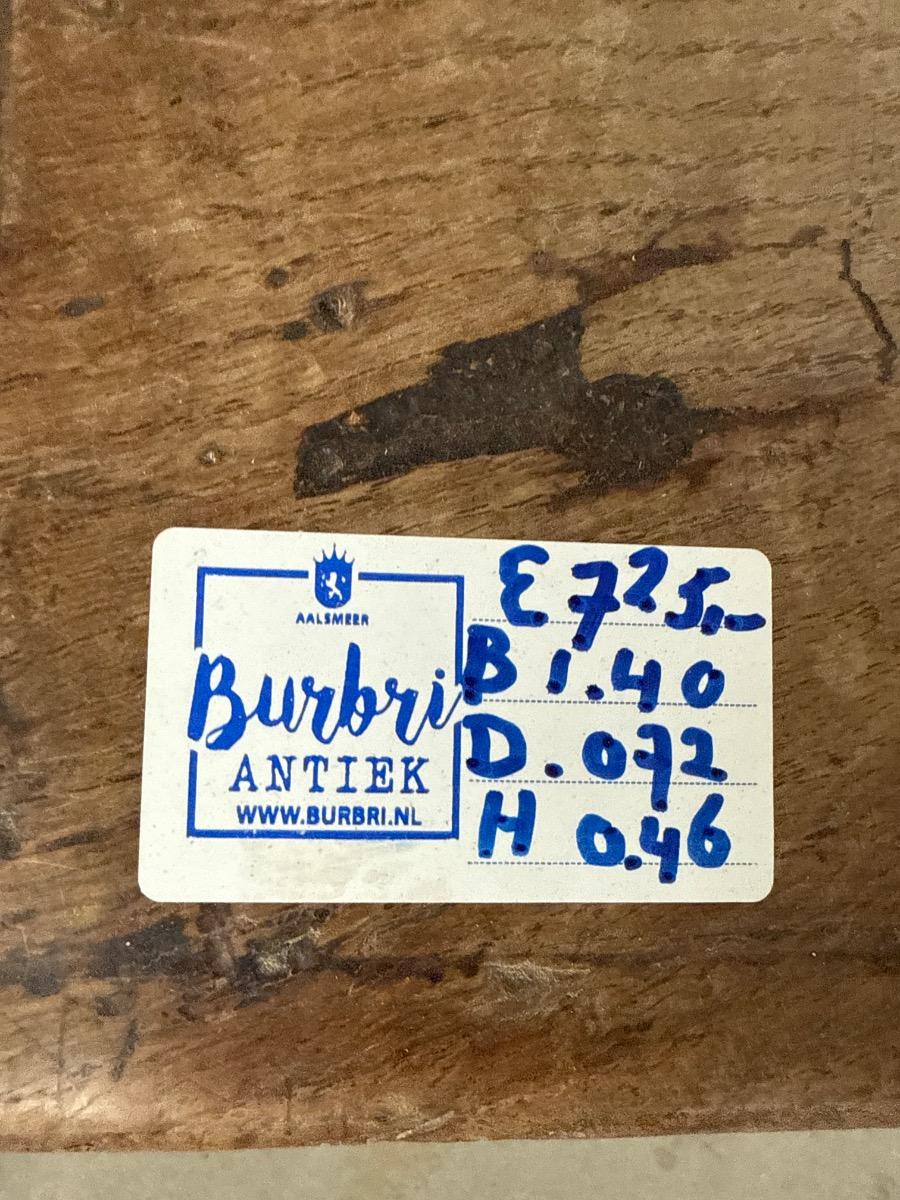 AALSMEER
Burbri
ANTIEK
WWW.BURBRI.NL
€ 725,-
B 1.40
D. 072
H 0.46